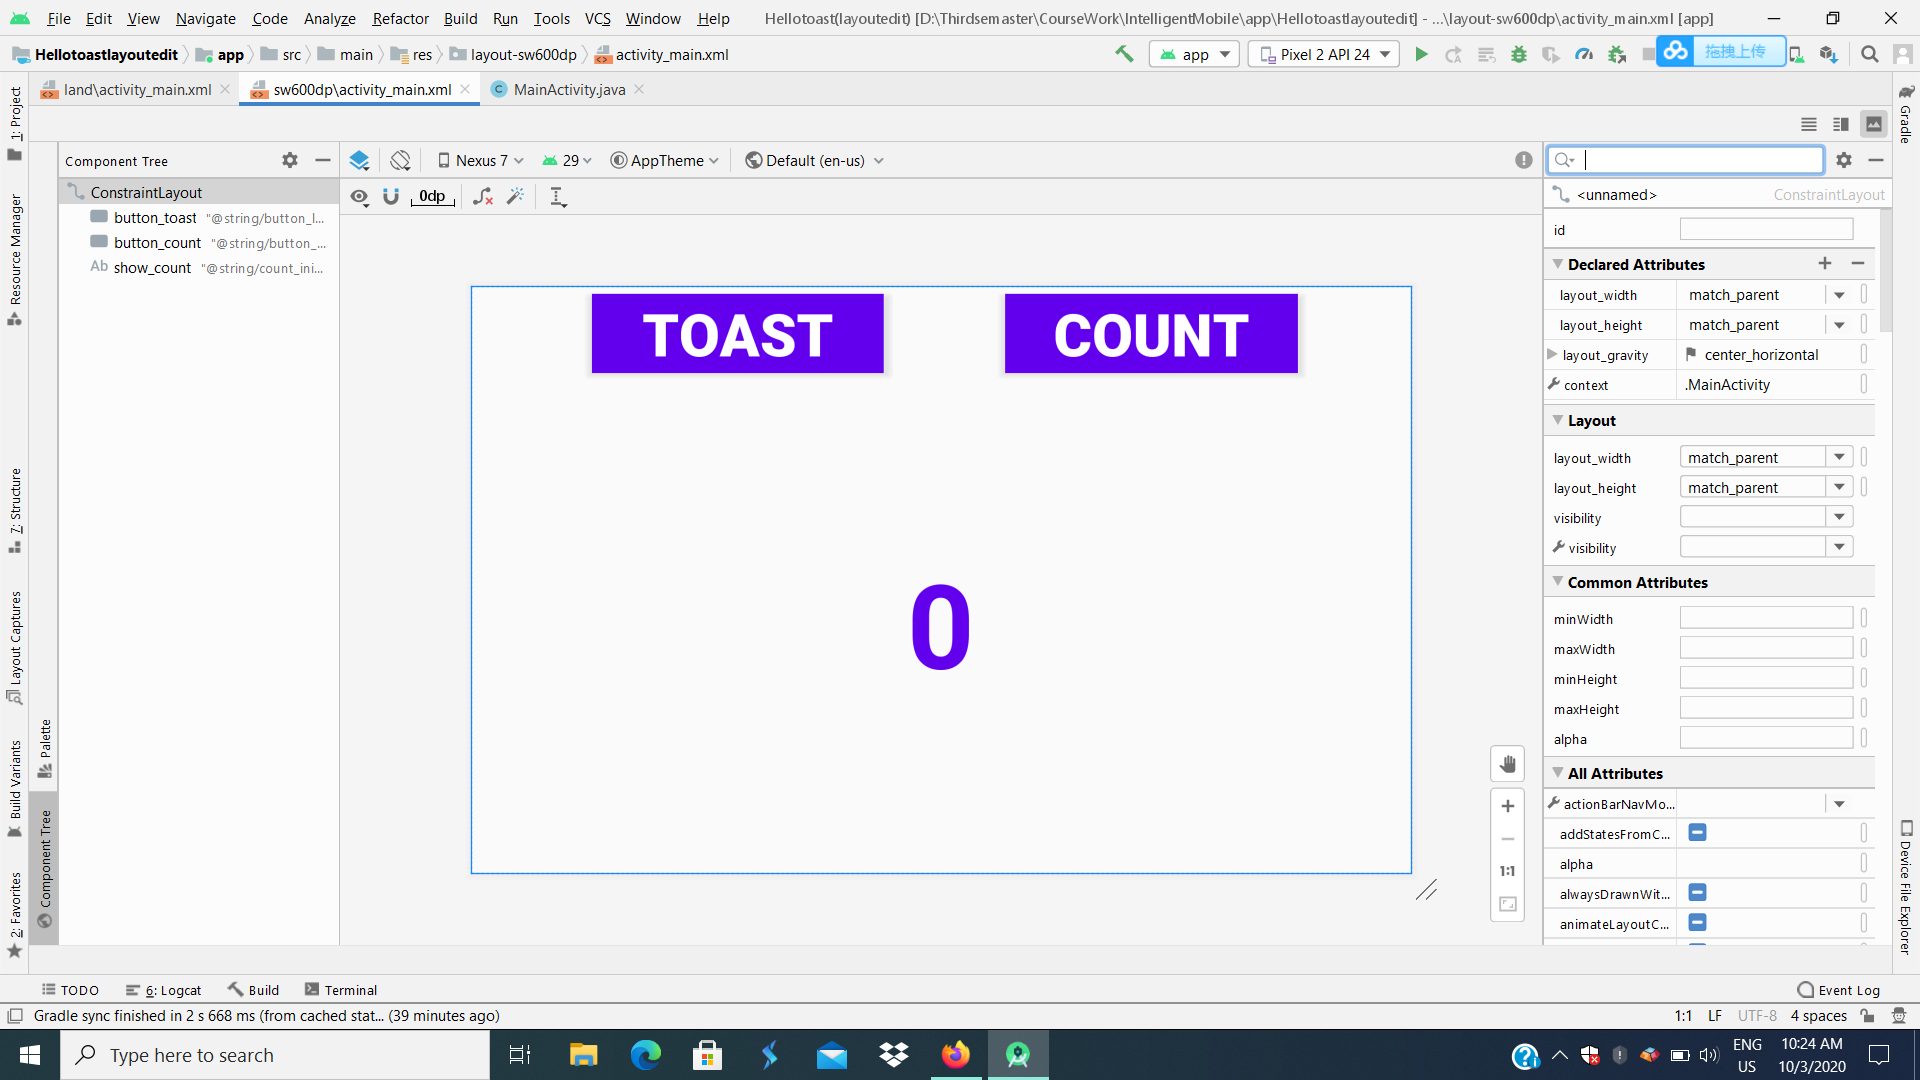 File Edit View Navigate Code Analyze Refactor Build Run Tools VCS Window Help Hellotoast(layoutedit) [D:\Thirdsemaster\CourseWork\IntelligentMobile\app\Hellotoastlayoutedit] - ...\layout-sw600dp\activity_main.xml [app]
Hellotoastlayoutedit app src main res layout-sw600dp activity_main.xml app Pixel 2 API 24 拖拽上传
land\activity_main.xml sw600dp\activity_main.xml C MainActivity.java
1: Project
Resource Manager
7: Structure
Layout Captures
Build Variants
2: Favorites
Palette
Component Tree
Gradle
Device File Explorer
Component Tree
ConstraintLayout
button_toast "@string/button_l...
button_count "@string/button_...
Ab show_count "@string/count_ini...
Nexus 7 29 AppTheme Default (en-us)
0dp
TOAST COUNT
0
1:1
<unnamed> ConstraintLayout
id
Declared Attributes
layout_width match_parent
layout_height match_parent
layout_gravity center_horizontal
context .MainActivity
Layout
layout_width match_parent
layout_height match_parent
visibility
visibility
Common Attributes
minWidth
maxWidth
minHeight
maxHeight
alpha
All Attributes
actionBarNavMo...
addStatesFromC...
alpha
alwaysDrawnWit...
animateLayoutC...
TODO 6: Logcat Build Terminal Event Log
Gradle sync finished in 2 s 668 ms (from cached stat... (39 minutes ago) 1:1 LF UTF-8 4 spaces
Type here to search
ENG
US
10:24 AM
10/3/2020